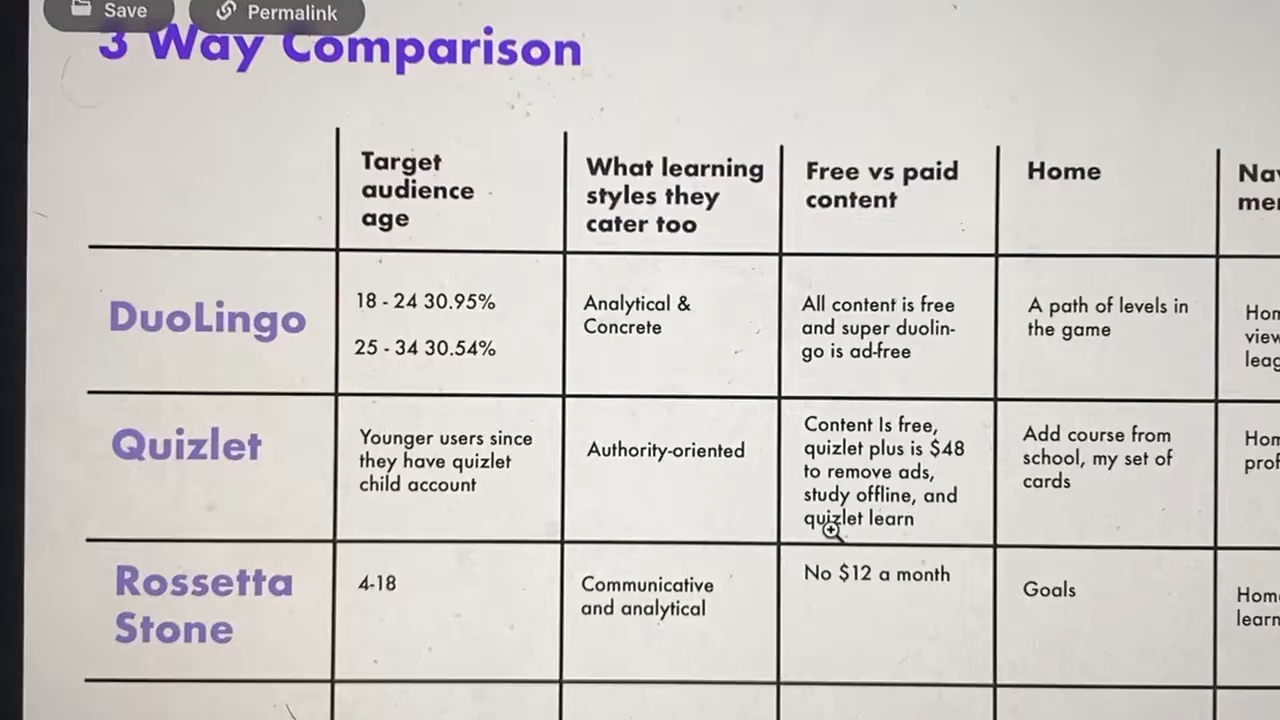 Save
Permalink
3 Way Comparison
Target
audience
age
What learning
styles they
cater too
Free vs paid
content
Home
DuoLingo
18 - 24 30.95%
25 - 34 30.54%
Analytical &
Concrete
All content is free
and super duolin-
go is ad-free
A path of levels in
the game
Quizlet
Younger users since
they have quizlet
child account
Authority-oriented
Content Is free,
quizlet plus is $48
to remove ads,
study offline, and
quizlet learn
Add course from
school, my set of
cards
Rossetta
Stone
4-18
Communicative
and analytical
No $12 a month
Goals